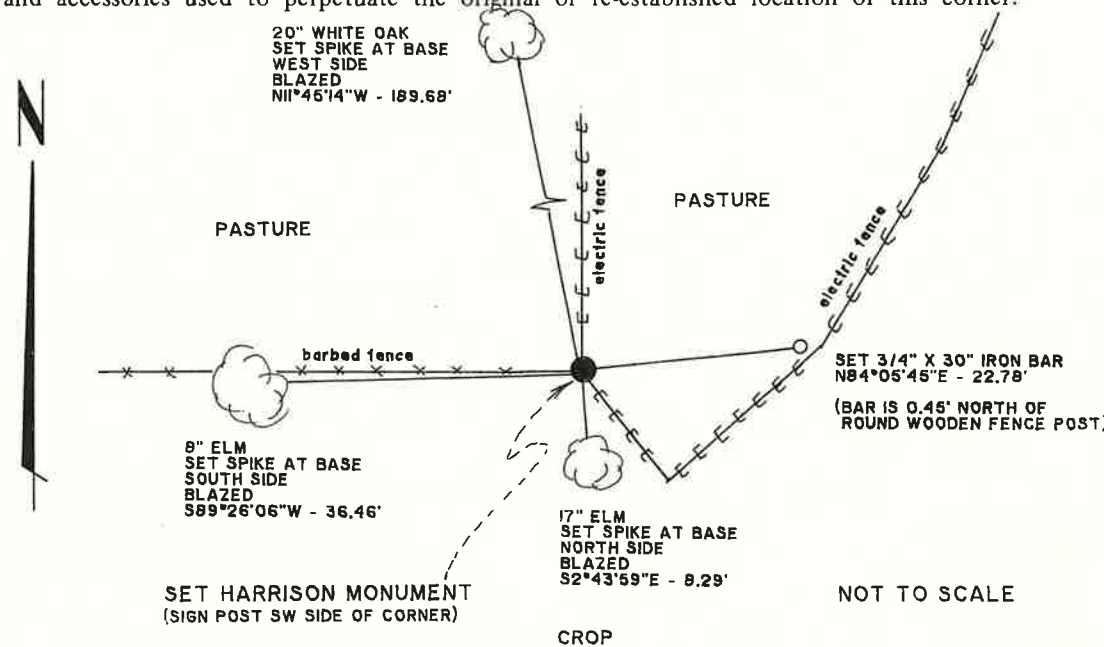 and accessories used to perpetuate the original or re-established location of this corner.
20" WHITE OAK
SET SPIKE AT BASE
WEST SIDE
BLAZED
N11°45'14"W - 189.68'
N
PASTURE
PASTURE
electric fence
electric fence
barbed fence
SET 3/4" X 30" IRON BAR
N84°05'45"E - 22.78'
(BAR IS 0.45' NORTH OF
ROUND WOODEN FENCE POST)
8" ELM
SET SPIKE AT BASE
SOUTH SIDE
BLAZED
S89°26'06"W - 36.46'
17" ELM
SET SPIKE AT BASE
NORTH SIDE
BLAZED
S2°43'59"E - 8.29'
SET HARRISON MONUMENT
(SIGN POST SW SIDE OF CORNER)
NOT TO SCALE
CROP